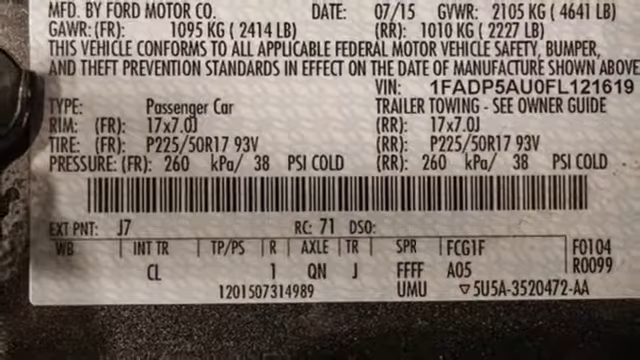 MFD. BY FORD MOTOR CO. DATE: 07/15 GVWR: 2105 KG ( 4641 LB)
GAWR: (FR): 1095 KG ( 2414 LB) (RR): 1010 KG ( 2227 LB)
THIS VEHICLE CONFORMS TO ALL APPLICABLE FEDERAL MOTOR VEHICLE SAFETY, BUMPER,
AND THEFT PREVENTION STANDARDS IN EFFECT ON THE DATE OF MANUFACTURE SHOWN ABOVE
VIN: 1FADP5AU0FL121619
TYPE: Passenger Car TRAILER TOWING - SEE OWNER GUIDE
RIM: (FR): 17x7.0J (RR): 17x7.0J
TIRE: (FR): P225/50R17 93V (RR): P225/50R17 93V
PRESSURE: (FR): 260 kPa/ 38 PSI COLD (RR): 260 kPa/ 38 PSI COLD
EXT PNT: J7 RC: 71 DSO:
WB INT TR TP/PS R AXLE TR SPR FCG1F F0104
CL 1 QN J FFFF A05 R0099
1201507314989 UMU ▽5U5A-3520472-AA